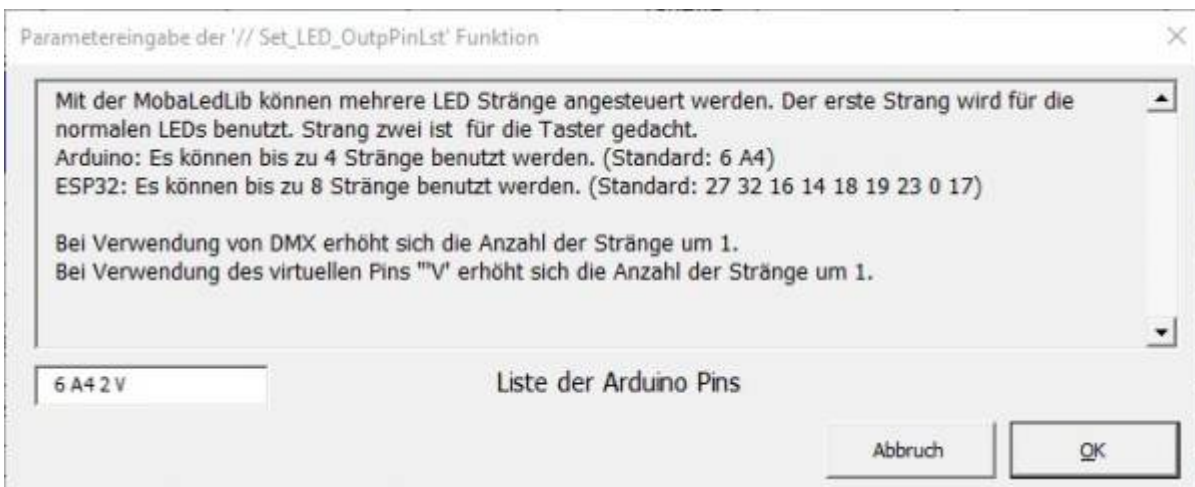 Parametereingabe der '// Set_LED_OutpPinLst' Funktion
Mit der MobaLedLib können mehrere LED Stränge angesteuert werden. Der erste Strang wird für die
normalen LEDs benutzt. Strang zwei ist für die Taster gedacht.
Arduino: Es können bis zu 4 Stränge benutzt werden. (Standard: 6 A4)
ESP32: Es können bis zu 8 Stränge benutzt werden. (Standard: 27 32 16 14 18 19 23 0 17)
Bei Verwendung von DMX erhöht sich die Anzahl der Stränge um 1.
Bei Verwendung des virtuellen Pins "'V' erhöht sich die Anzahl der Stränge um 1.
6 A4 2 V
Liste der Arduino Pins
Abbruch
OK